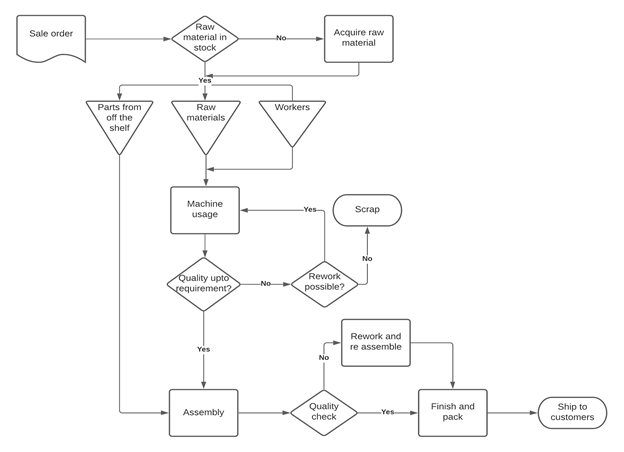 Sale order
Raw
material in
stock
No
Acquire raw
material
Yes
Parts from
off the
shelf
Raw
materials
Workers
Machine
usage
Yes
Scrap
No
Quality upto
requirement?
No
Rework
possible?
Yes
Rework and
re assemble
No
Assembly
Quality
check
Yes
Finish and
pack
Ship to
customers